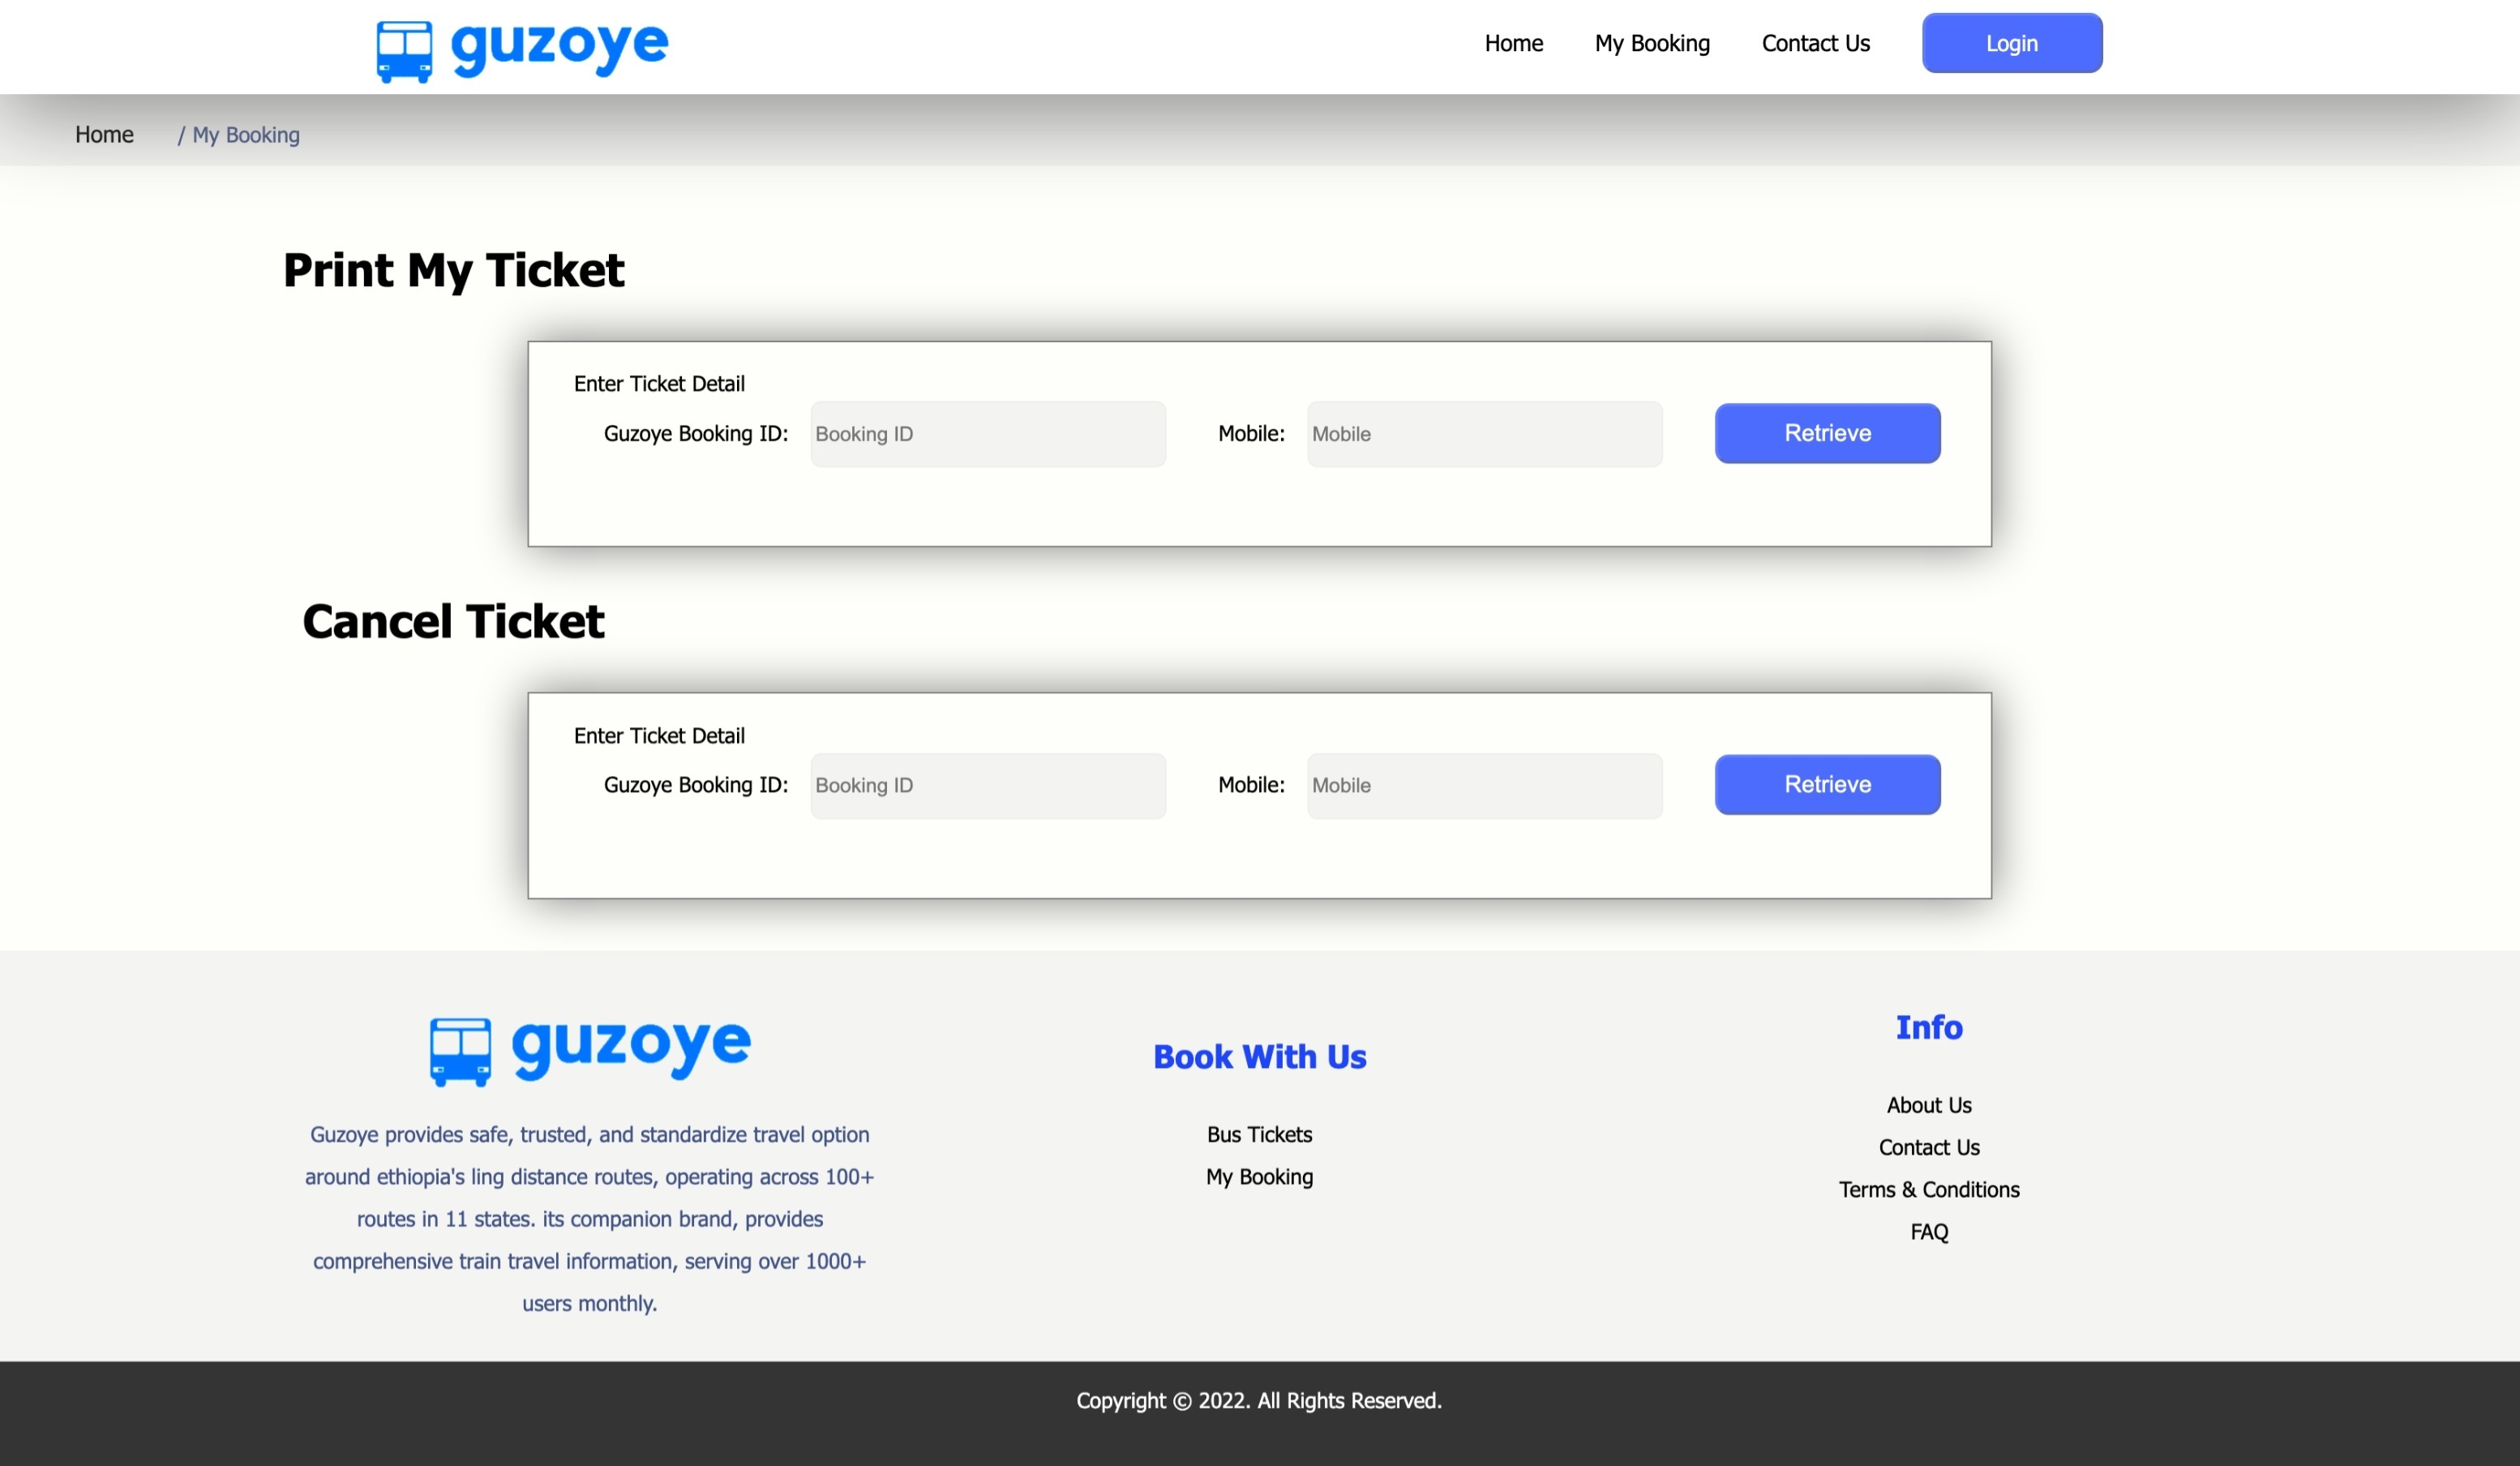 guzoye
Home My Booking Contact Us Login
Home / My Booking
Print My Ticket
Enter Ticket Detail
Guzoye Booking ID: Booking ID Mobile: Mobile Retrieve
Cancel Ticket
Enter Ticket Detail
Guzoye Booking ID: Booking ID Mobile: Mobile Retrieve
guzoye
Guzoye provides safe, trusted, and standardize travel option
around ethiopia's ling distance routes, operating across 100+
routes in 11 states. its companion brand, provides
comprehensive train travel information, serving over 1000+
users monthly.
Book With Us
Bus Tickets
My Booking
Info
About Us
Contact Us
Terms & Conditions
FAQ
Copyright © 2022. All Rights Reserved.